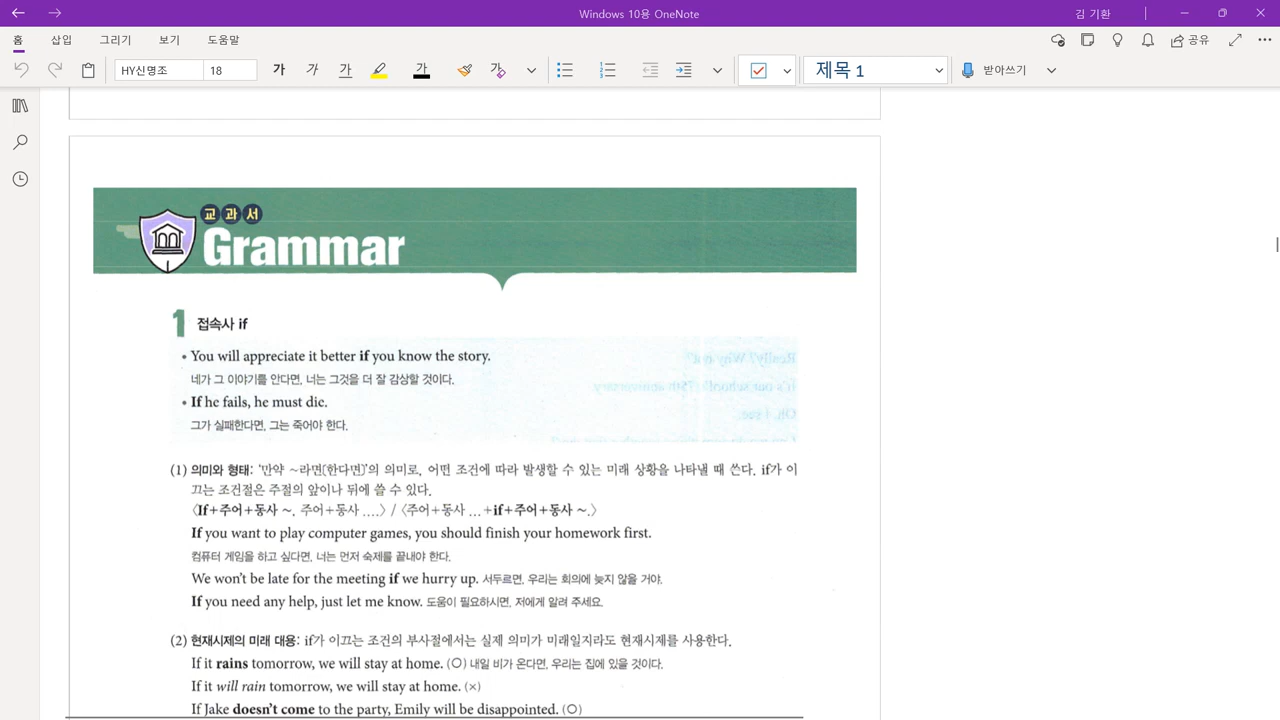 Windows 10용 OneNote
김 기환
홈 삽입 그리기 보기 도움말
공유
HY신명조 18 가 가 가 가 가 제목 1 받아쓰기
교과서
Grammar
1 접속사 if
• You will appreciate it better if you know the story.
네가 그 이야기를 안다면, 너는 그것을 더 잘 감상할 것이다.
• If he fails, he must die.
그가 실패한다면, 그는 죽어야 한다.
(1) 의미와 형태: '만약 ~라면(한다면)'의 의미로, 어떤 조건에 따라 발생할 수 있는 미래 상황을 나타낼 때 쓴다. if가 이
끄는 조건절은 주절의 앞이나 뒤에 쓸 수 있다.
〈If+주어+동사 ~, 주어+동사 ....〉 / 〈주어+동사 ...+if+주어+동사 ~.〉
If you want to play computer games, you should finish your homework first.
컴퓨터 게임을 하고 싶다면, 너는 먼저 숙제를 끝내야 한다.
We won't be late for the meeting if we hurry up. 서두르면, 우리는 회의에 늦지 않을 거야.
If you need any help, just let me know. 도움이 필요하시면, 저에게 알려 주세요.
(2) 현재시제의 미래 대용: if가 이끄는 조건의 부사절에서는 실제 의미가 미래일지라도 현재시제를 사용한다.
If it rains tomorrow, we will stay at home. (○) 내일 비가 온다면, 우리는 집에 있을 것이다.
If it will rain tomorrow, we will stay at home. (×)
If Jake doesn't come to the party, Emily will be disappointed. (○)